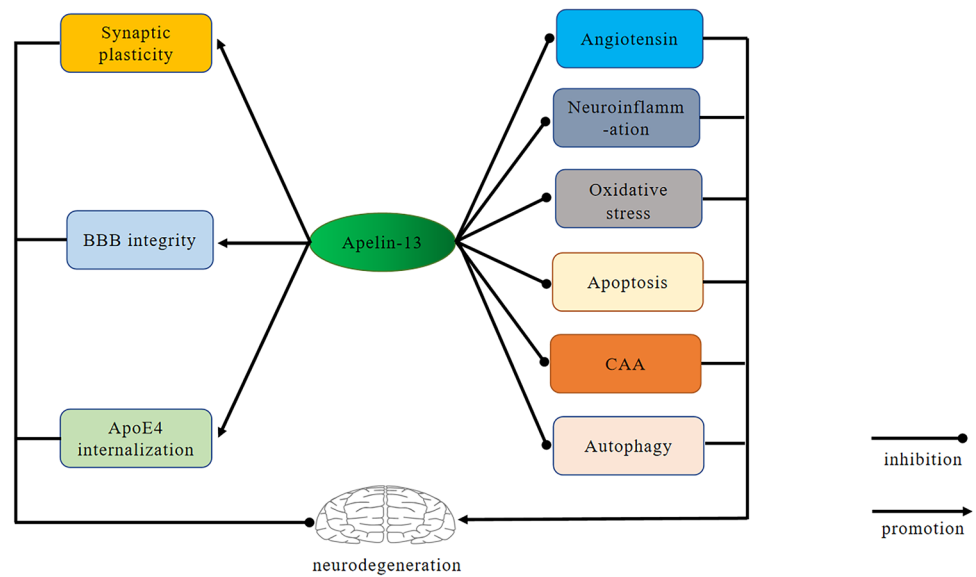 Synaptic
plasticity
BBB integrity
ApoE4
internalization
Apelin-13
Angiotensin
Neuroinflamm
-ation
Oxidative
stress
Apoptosis
CAA
Autophagy
neurodegeneration
inhibition
promotion